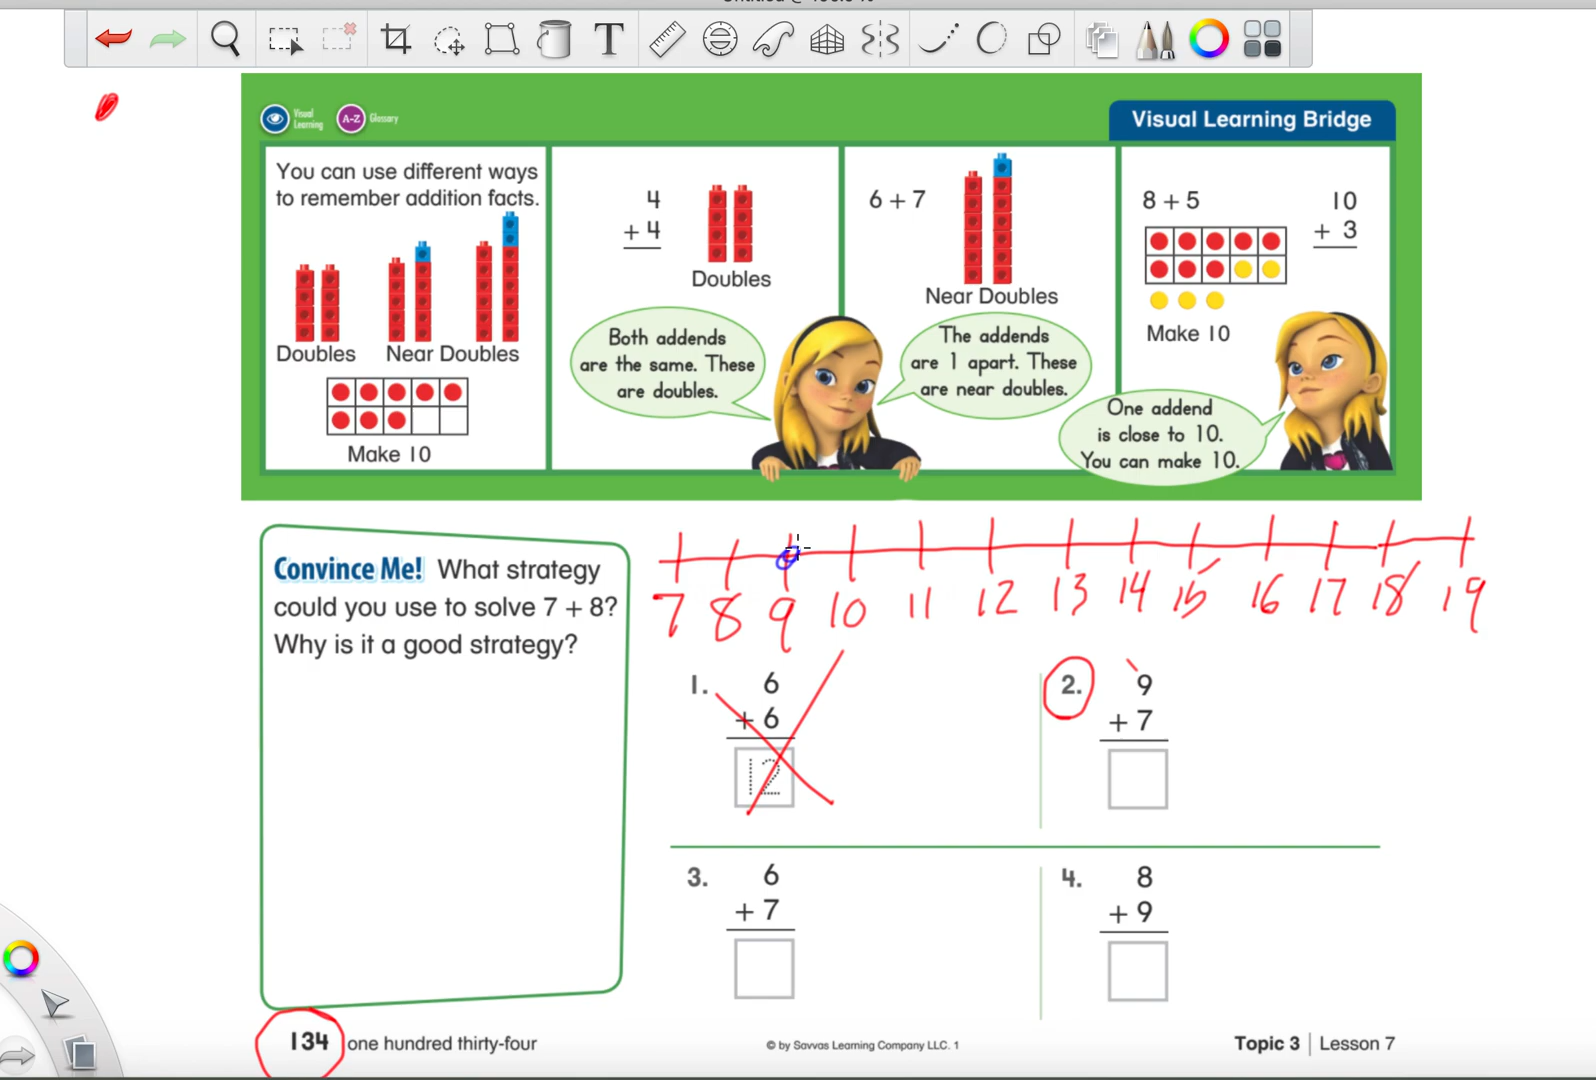 Visual
Learning
A-Z
Glossary
Visual Learning Bridge
You can use different ways
to remember addition facts.
Doubles
Near Doubles
Make 10
4
+ 4
Doubles
Both addends
are the same. These
are doubles.
6 + 7
Near Doubles
The addends
are 1 apart. These
are near doubles.
8 + 5
10
+ 3
Make 10
One addend
is close to 10.
You can make 10.
Convince Me! What strategy
could you use to solve 7 + 8?
Why is it a good strategy?
7 8 9 10 11 12 13 14 15 16 17 18 19
1. 6
+ 6
12
2. 9
+ 7
3. 6
+ 7
4. 8
+ 9
134 one hundred thirty-four
© by Savvas Learning Company LLC. 1
Topic 3 | Lesson 7